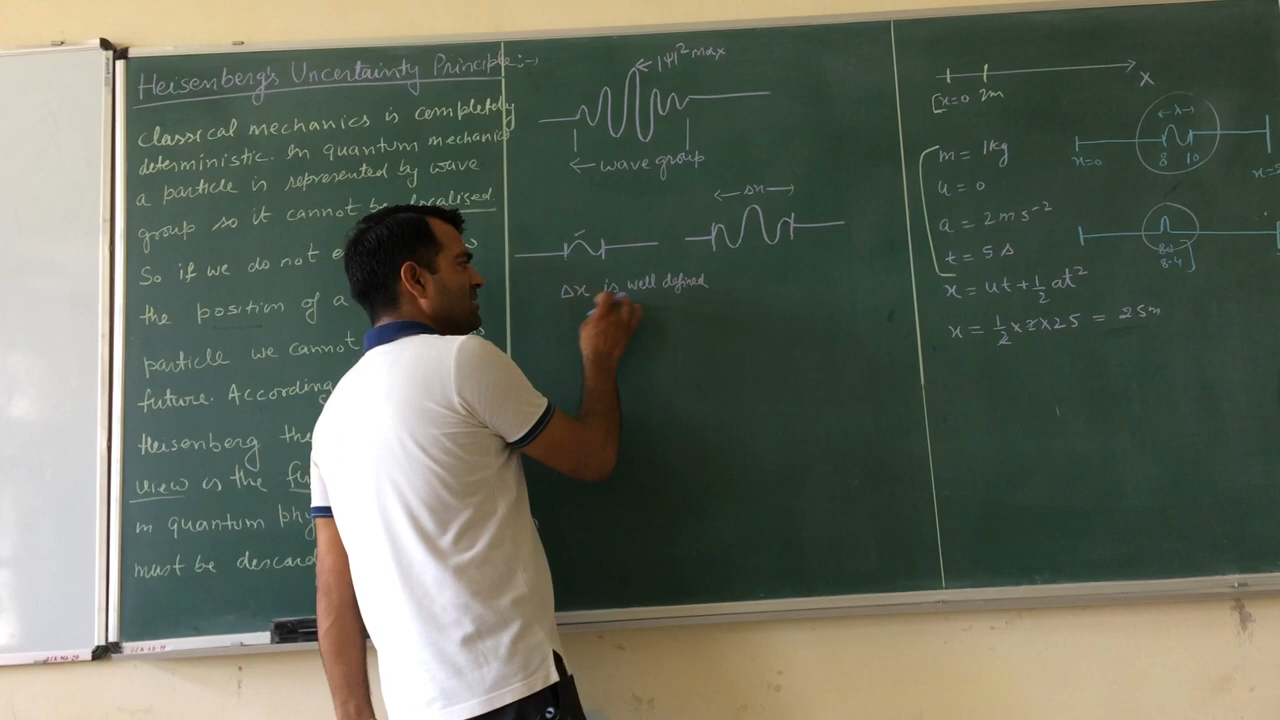 Heisenberg's Uncertainty Principle:-
classical mechanics is completely
deterministic. In quantum mechanics
a particle is represented by wave
group so it cannot be localised.
So if we do not
the position of a
particle we cannot
future. According
Heisenberg the
view is the
in quantum
must be
|Ψ|² max
← wave group
← Δx →
Δx is well defined
X
x=0 2m
← λ →
x=0 8 10
m = 1kg
u = 0
a = 2ms⁻²
t = 5s
8.2
8.4
x = ut + 1/2 at²
x = 1/2 × 2 × 25 = 25m